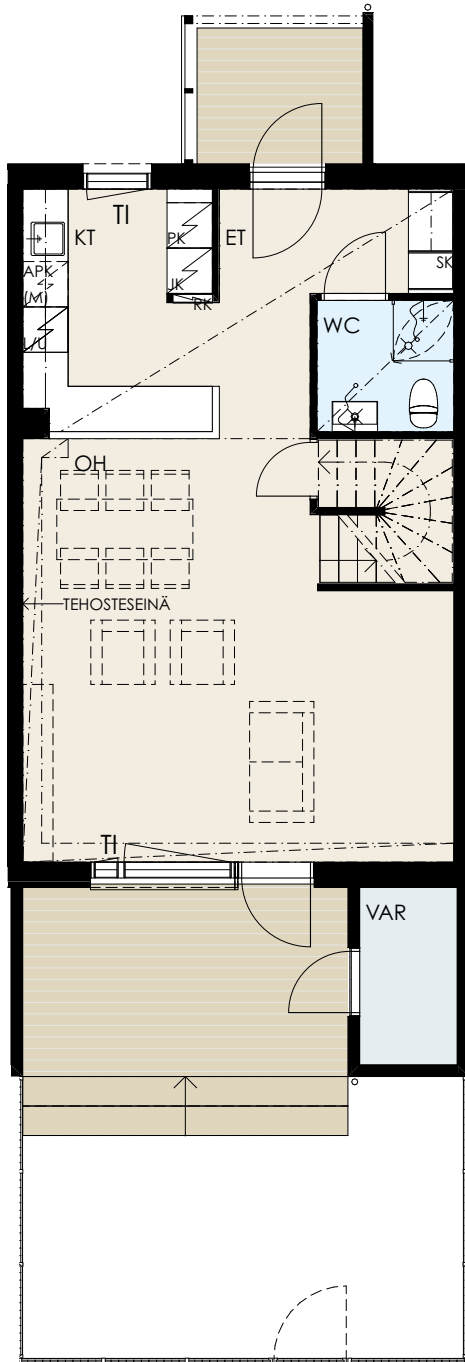 TI
KT
PK
ET
APK
(M)
JK
SK
RK
L/U
WC
OH
TEHOSTESEINÄ
TI
VAR